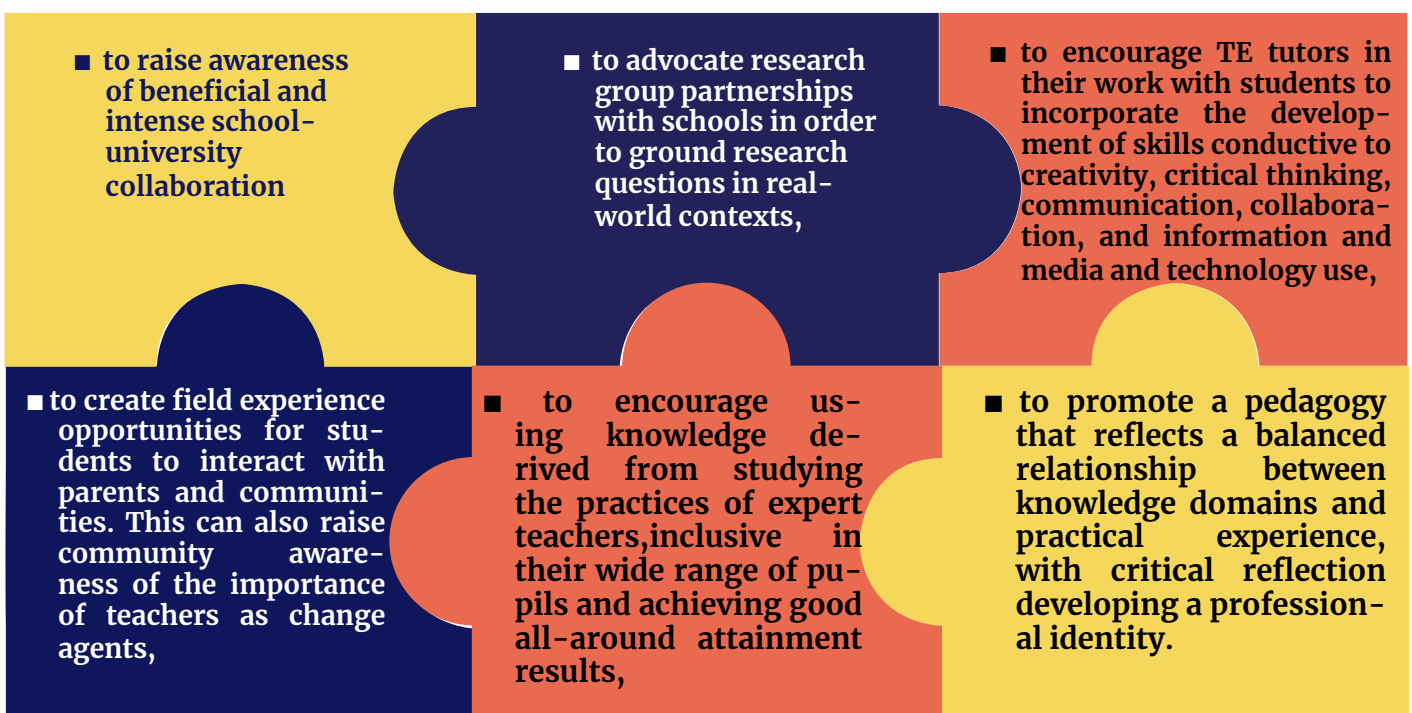 ■ to raise awareness
of beneficial and
intense school-
university
collaboration
■ to advocate research
group partnerships
with schools in order
to ground research
questions in real-
world contexts,
■ to encourage TE tutors in
their work with students to
incorporate the develop-
ment of skills conductive to
creativity, critical thinking,
communication, collabora-
tion, and information and
media and technology use,
■ to create field experience
opportunities for stu-
dents to interact with
parents and communi-
ties. This can also raise
community aware-
ness of the importance
of teachers as change
agents,
■ to encourage us-
ing knowledge de-
rived from studying
the practices of expert
teachers,inclusive in
their wide range of pu-
pils and achieving good
all-around attainment
results,
■ to promote a pedagogy
that reflects a balanced
relationship between
knowledge domains and
practical experience,
with critical reflection
developing a profession-
al identity.